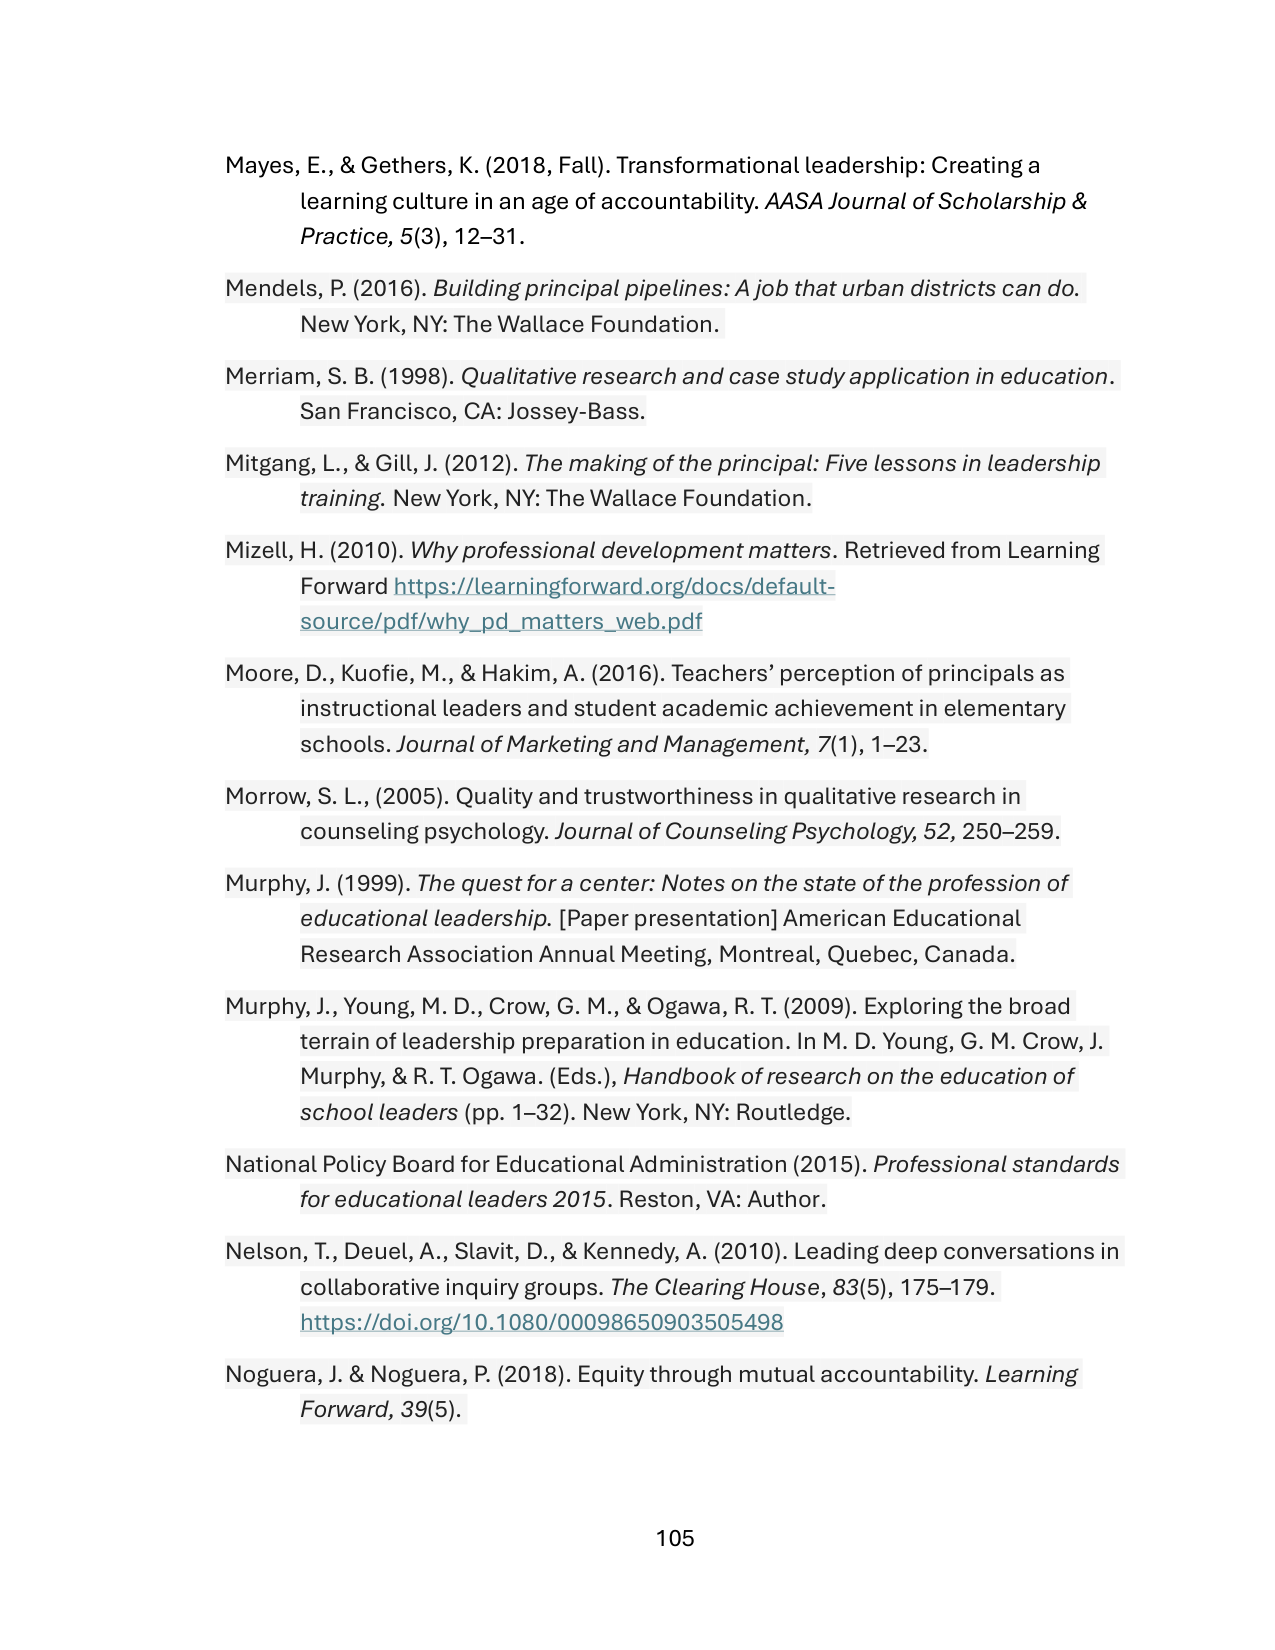 Mayes, E., & Gethers, K. (2018, Fall). Transformational leadership: Creating a
learning culture in an age of accountability. AASA Journal of Scholarship &
Practice, 5(3), 12–31.
Mendels, P. (2016). Building principal pipelines: A job that urban districts can do.
New York, NY: The Wallace Foundation.
Merriam, S. B. (1998). Qualitative research and case study application in education.
San Francisco, CA: Jossey-Bass.
Mitgang, L., & Gill, J. (2012). The making of the principal: Five lessons in leadership
training. New York, NY: The Wallace Foundation.
Mizell, H. (2010). Why professional development matters. Retrieved from Learning
Forward https://learningforward.org/docs/default-
source/pdf/why_pd_matters_web.pdf
Moore, D., Kuofie, M., & Hakim, A. (2016). Teachers’ perception of principals as
instructional leaders and student academic achievement in elementary
schools. Journal of Marketing and Management, 7(1), 1–23.
Morrow, S. L., (2005). Quality and trustworthiness in qualitative research in
counseling psychology. Journal of Counseling Psychology, 52, 250–259.
Murphy, J. (1999). The quest for a center: Notes on the state of the profession of
educational leadership. [Paper presentation] American Educational
Research Association Annual Meeting, Montreal, Quebec, Canada.
Murphy, J., Young, M. D., Crow, G. M., & Ogawa, R. T. (2009). Exploring the broad
terrain of leadership preparation in education. In M. D. Young, G. M. Crow, J.
Murphy, & R. T. Ogawa. (Eds.), Handbook of research on the education of
school leaders (pp. 1–32). New York, NY: Routledge.
National Policy Board for Educational Administration (2015). Professional standards
for educational leaders 2015. Reston, VA: Author.
Nelson, T., Deuel, A., Slavit, D., & Kennedy, A. (2010). Leading deep conversations in
collaborative inquiry groups. The Clearing House, 83(5), 175–179.
https://doi.org/10.1080/00098650903505498
Noguera, J. & Noguera, P. (2018). Equity through mutual accountability. Learning
Forward, 39(5).
105